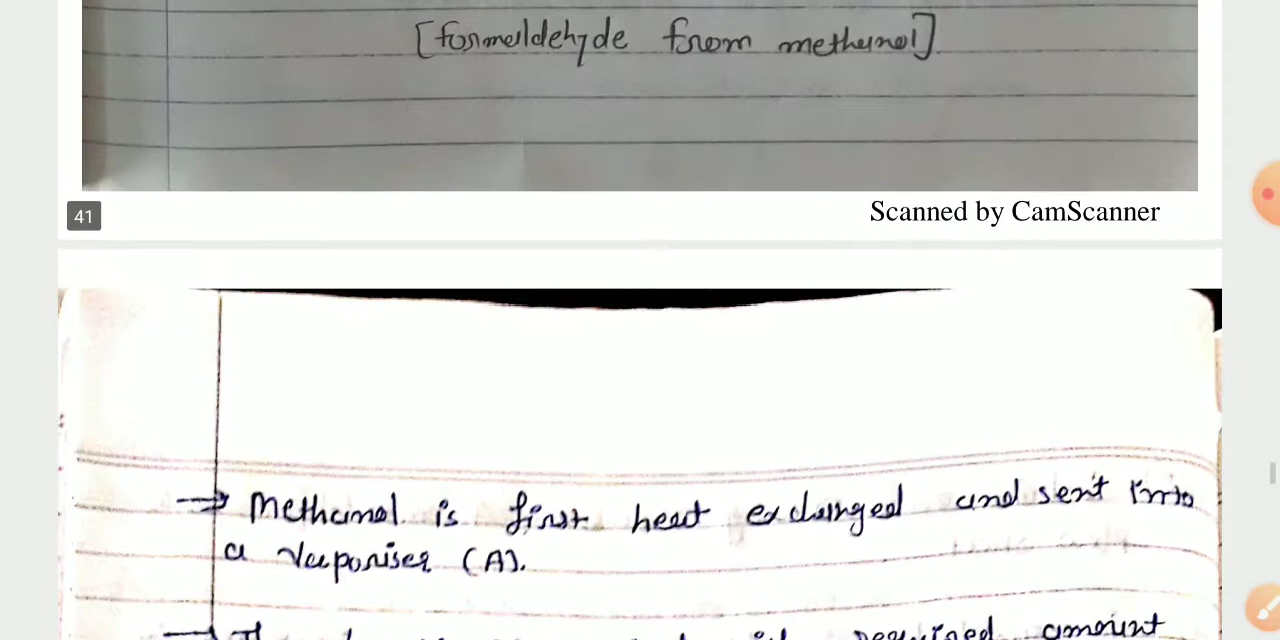 [formaldehyde from methanol].
41
Scanned by CamScanner
→ Methanol is first heat exchanged and sent into
a Vaporiser (A).
required amount